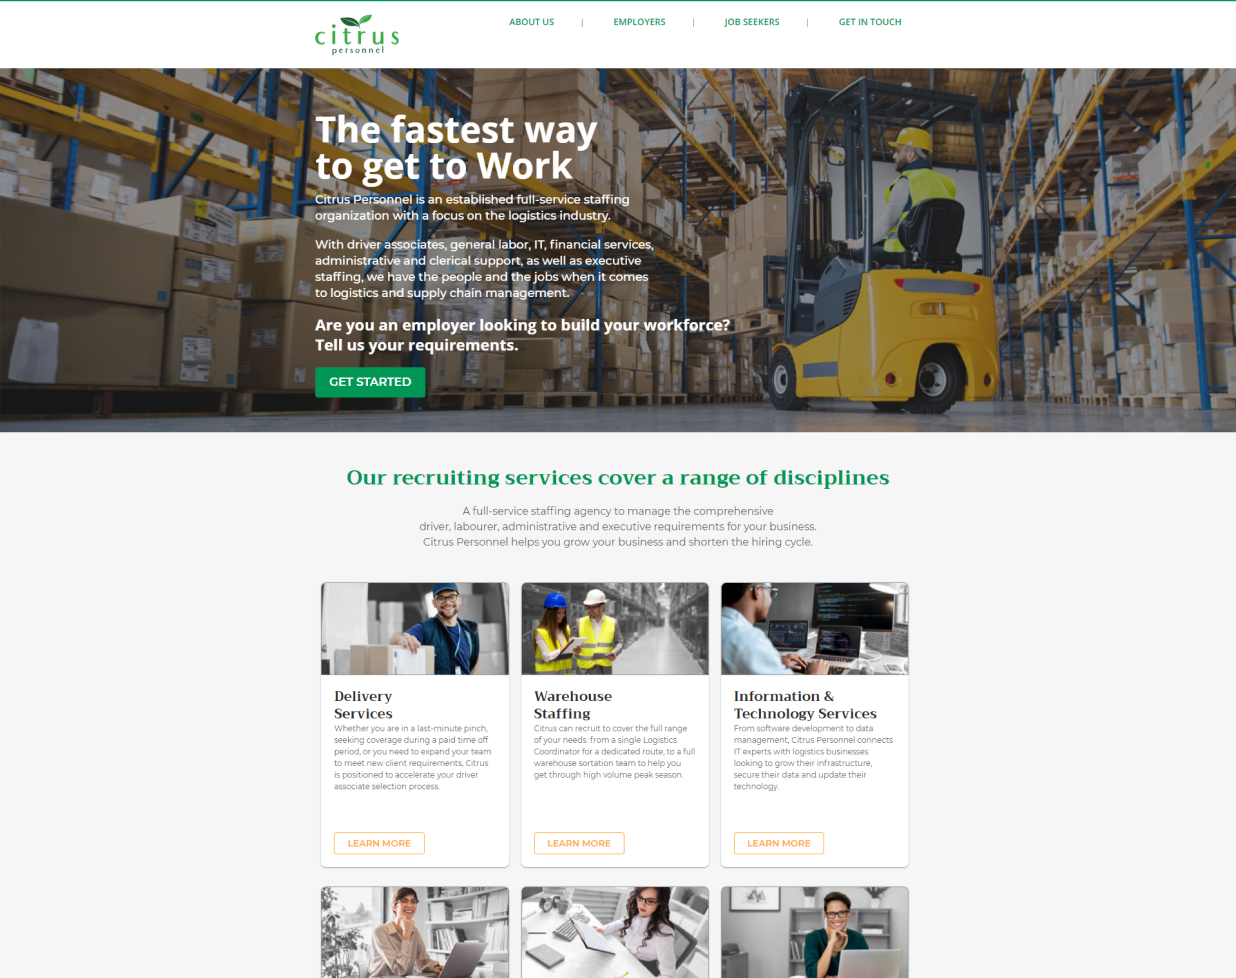 citrus
personnel
ABOUT US | EMPLOYERS | JOB SEEKERS | GET IN TOUCH
The fastest way
to get to Work
Citrus Personnel is an established full-service staffing
organization with a focus on the logistics industry.
With driver associates, general labor, IT, financial services,
administrative and clerical support, as well as executive
staffing, we have the people and the jobs when it comes
to logistics and supply chain management.
Are you an employer looking to build your workforce?
Tell us your requirements.
GET STARTED
Our recruiting services cover a range of disciplines
A full-service staffing agency to manage the comprehensive
driver, labourer, administrative and executive requirements for your business.
Citrus Personnel helps you grow your business and shorten the hiring cycle.
Delivery
Services
Whether you are in a last-minute pinch,
seeking coverage during a paid time off
period, or you need to expand your team
to meet new client requirements, Citrus
is positioned to accelerate your driver
associate selection process.
LEARN MORE
Warehouse
Staffing
Citrus can recruit to cover the full range
of your needs: from a single Logistics
Coordinator for a dedicated route, to a full
warehouse sortation team to help you
get through high volume peak season.
LEARN MORE
Information &
Technology Services
From software development to data
management, Citrus Personnel connects
IT experts with logistics businesses
looking to grow their infrastructure,
secure their data and update their
technology.
LEARN MORE